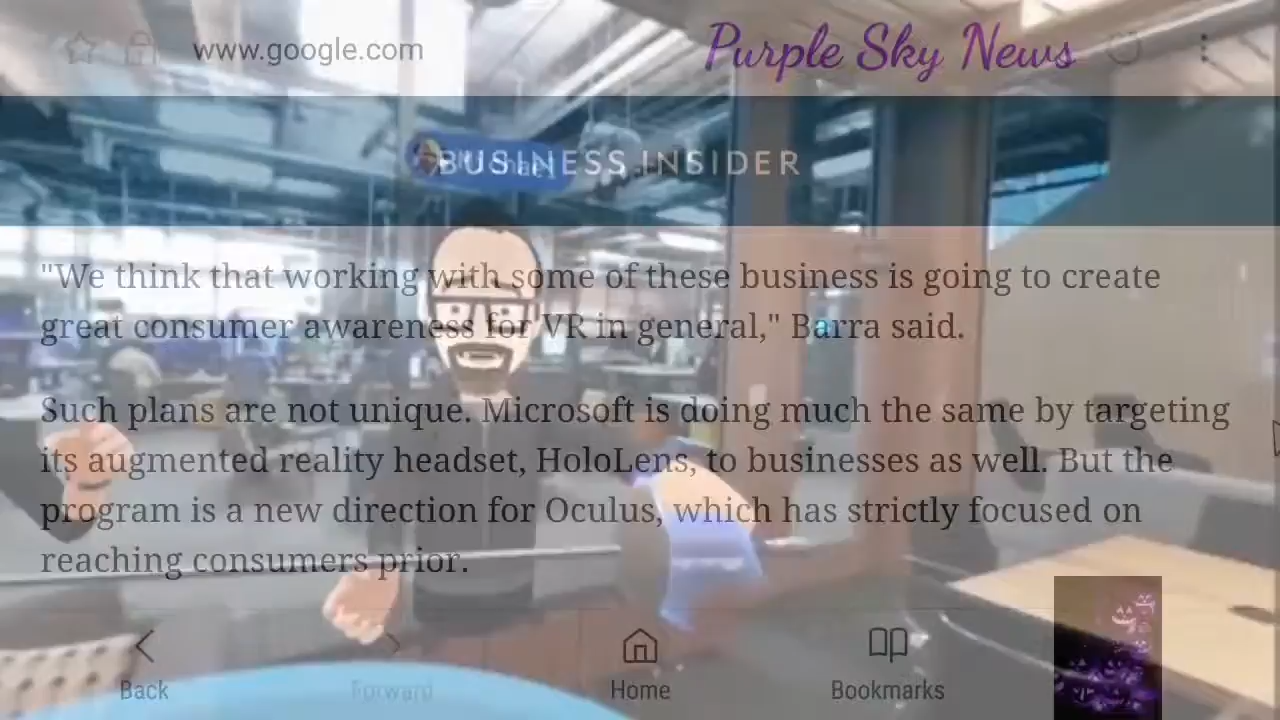 www.google.com
Purple Sky News
Michael
BUSINESS INSIDER
"We think that working with some of these business is going to create
great consumer awareness for VR in general," Barra said.
Such plans are not unique. Microsoft is doing much the same by targeting
its augmented reality headset, HoloLens, to businesses as well. But the
program is a new direction for Oculus, which has strictly focused on
reaching consumers prior.
Back
Forward
Home
Bookmarks